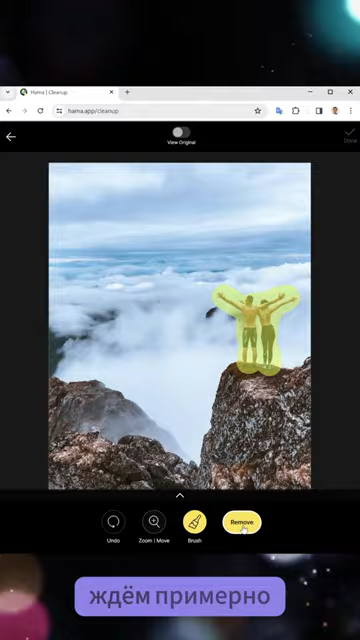 Hama | Cleanup
hama.app/cleanup
View Original
Done
Undo
Zoom | Move
Brush
Remove
ждём примерно